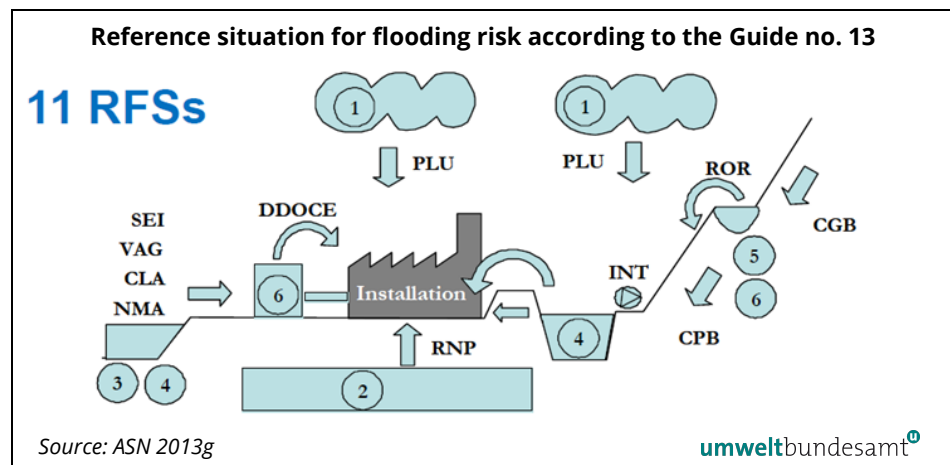 Reference situation for flooding risk according to the Guide no. 13
11 RFSs
1
1
PLU
PLU
ROR
CGB
SEI
VAG
CLA
NMA
DDOCE
6
Installation
INT
5
6
CPB
4
RNP
3
4
2
Source: ASN 2013g
umweltbundesamt
u